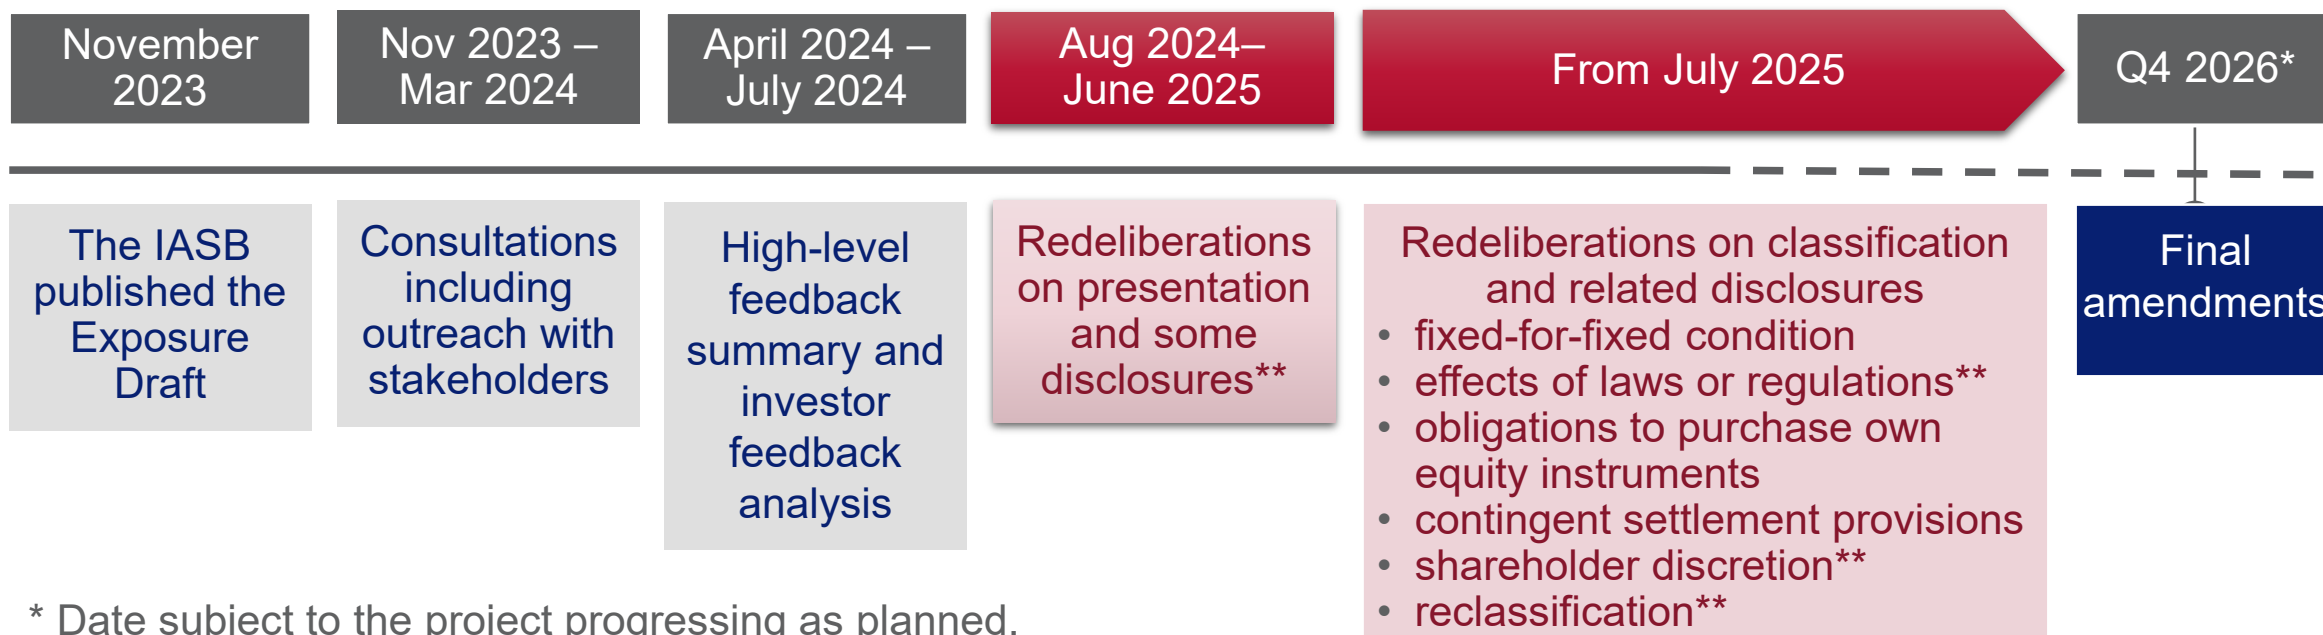 November
2023
Nov 2023 –
Mar 2024
April 2024 –
July 2024
Aug 2024–
June 2025
From July 2025
Q4 2026*
The IASB
published the
Exposure
Draft
Consultations
including
outreach with
stakeholders
High-level
feedback
summary and
investor
feedback
analysis
Redeliberations
on presentation
and some
disclosures**
Redeliberations on classification
and related disclosures
• fixed-for-fixed condition
• effects of laws or regulations**
• obligations to purchase own
equity instruments
• contingent settlement provisions
• shareholder discretion**
• reclassification**
Final
amendments
* Date subject to the project progressing as planned.